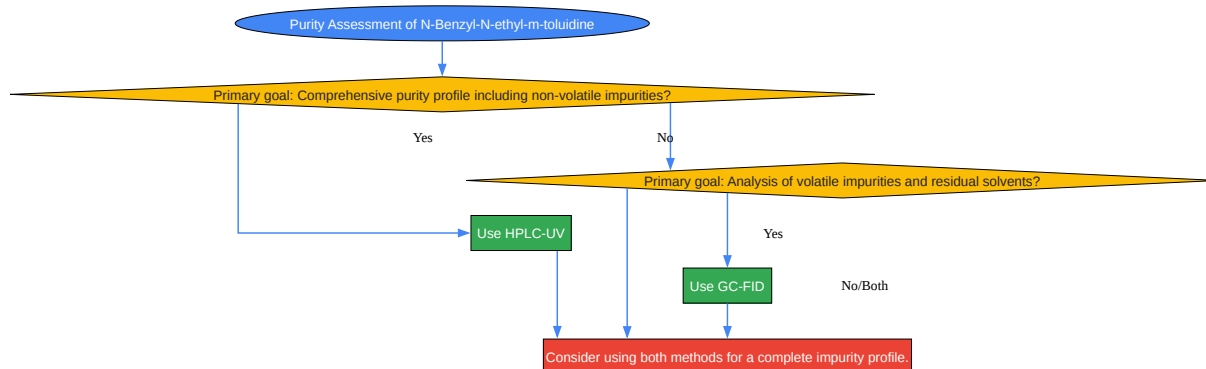 Purity Assessment of N-Benzyl-N-ethyl-m-toluidine
Primary goal: Comprehensive purity profile including non-volatile impurities?
Yes
No
Primary goal: Analysis of volatile impurities and residual solvents?
Use HPLC-UV
Yes
Use GC-FID
No/Both
Consider using both methods for a complete impurity profile.